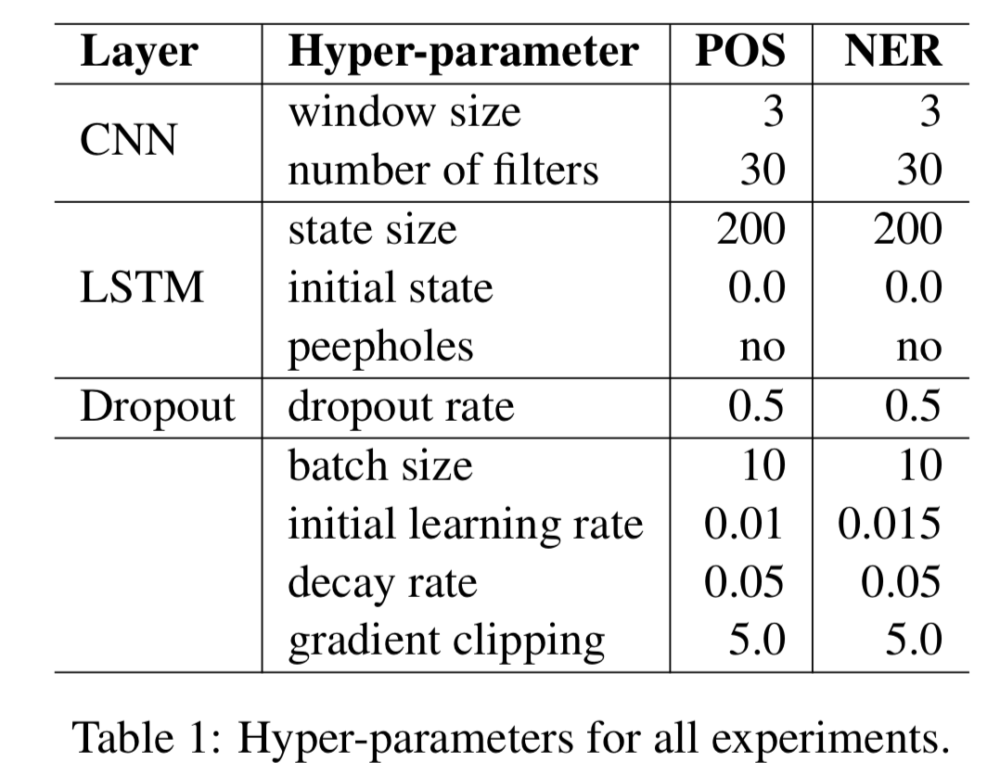 Layer Hyper-parameter POS NER
CNN window size 3 3
number of filters 30 30
state size 200 200
LSTM initial state 0.0 0.0
peepholes no no
Dropout dropout rate 0.5 0.5
batch size 10 10
initial learning rate 0.01 0.015
decay rate 0.05 0.05
gradient clipping 5.0 5.0
Table 1: Hyper-parameters for all experiments.